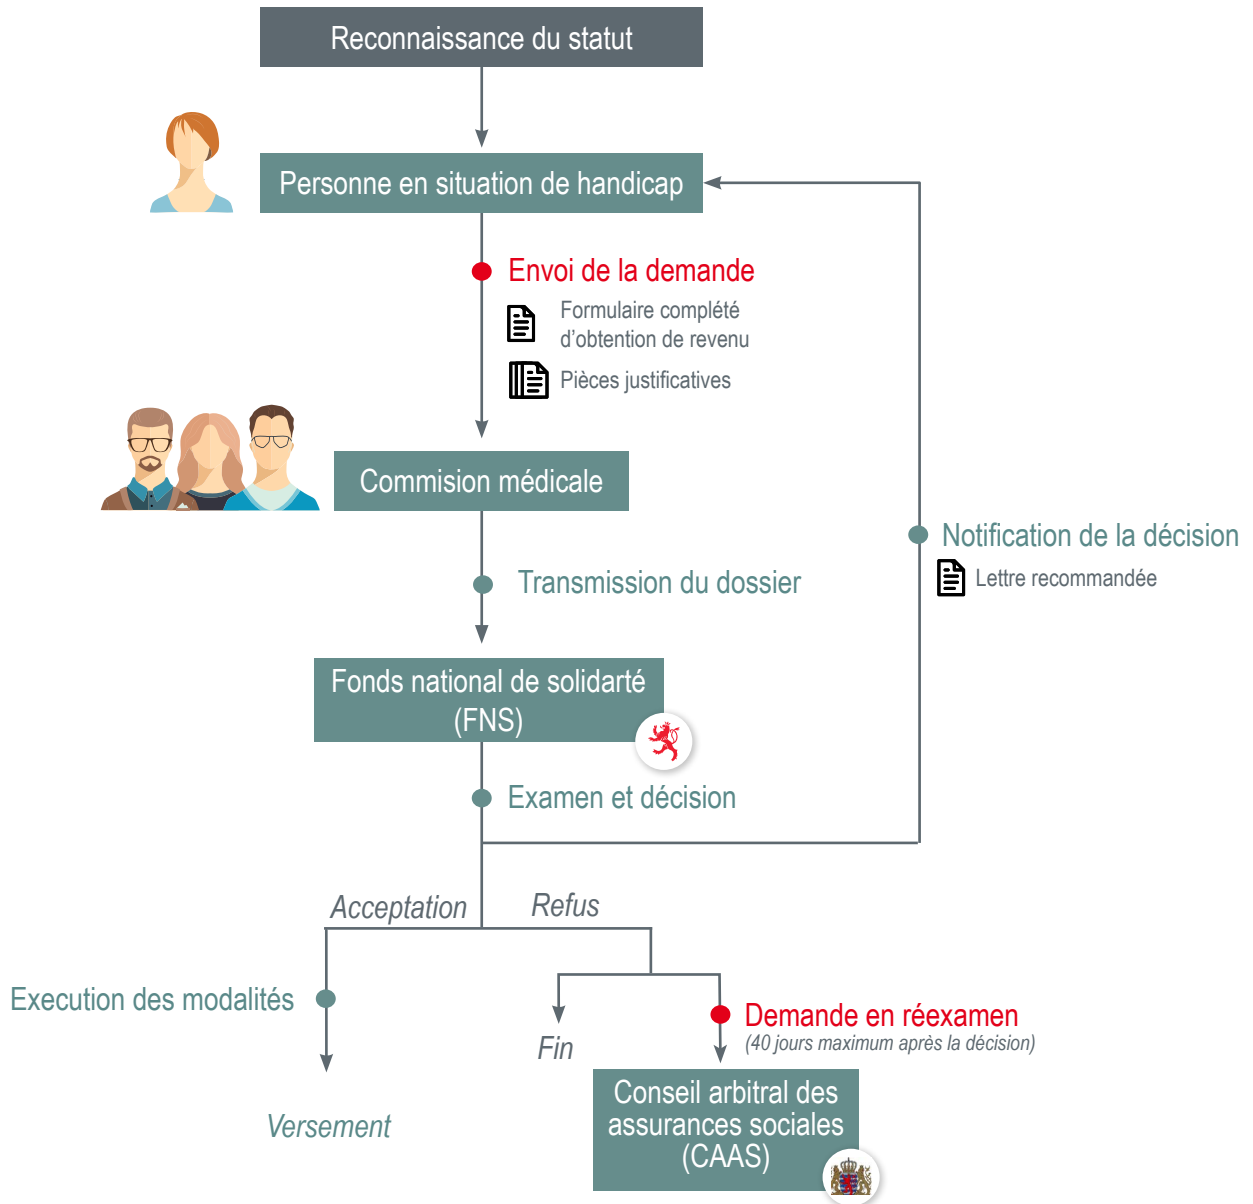 Reconnaissance du statut
Personne en situation de handicap
Envoi de la demande
Formulaire complété
d'obtention de revenu
Pièces justificatives
Commision médicale
Notification de la décision
Lettre recommandée
Transmission du dossier
Fonds national de solidarté
(FNS)
Examen et décision
Acceptation
Refus
Execution des modalités
Demande en réexamen
(40 jours maximum après la décision)
Fin
Versement
Conseil arbitral des
assurances sociales
(CAAS)